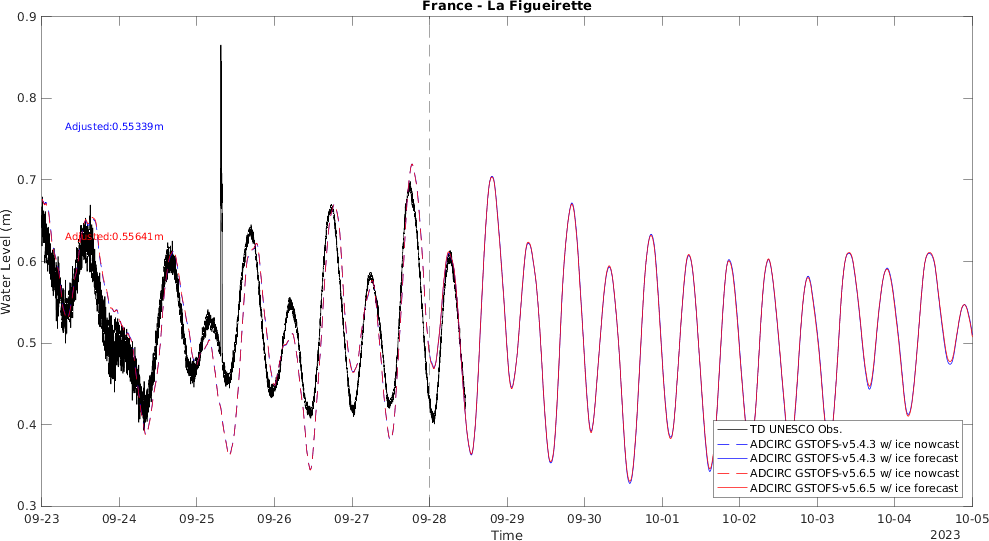 France - La Figueirette
0.9
0.8
0.7
0.6
0.5
0.4
0.3
Water Level (m)
Adjusted:0.55339m
Adjusted:0.55641m
TD UNESCO Obs.
ADCIRC GSTOFS-v5.4.3 w/ ice nowcast
ADCIRC GSTOFS-v5.4.3 w/ ice forecast
ADCIRC GSTOFS-v5.6.5 w/ ice nowcast
ADCIRC GSTOFS-v5.6.5 w/ ice forecast
09-23 09-24 09-25 09-26 09-27 09-28 09-29 09-30 10-01 10-02 10-03 10-04 10-05
Time
2023